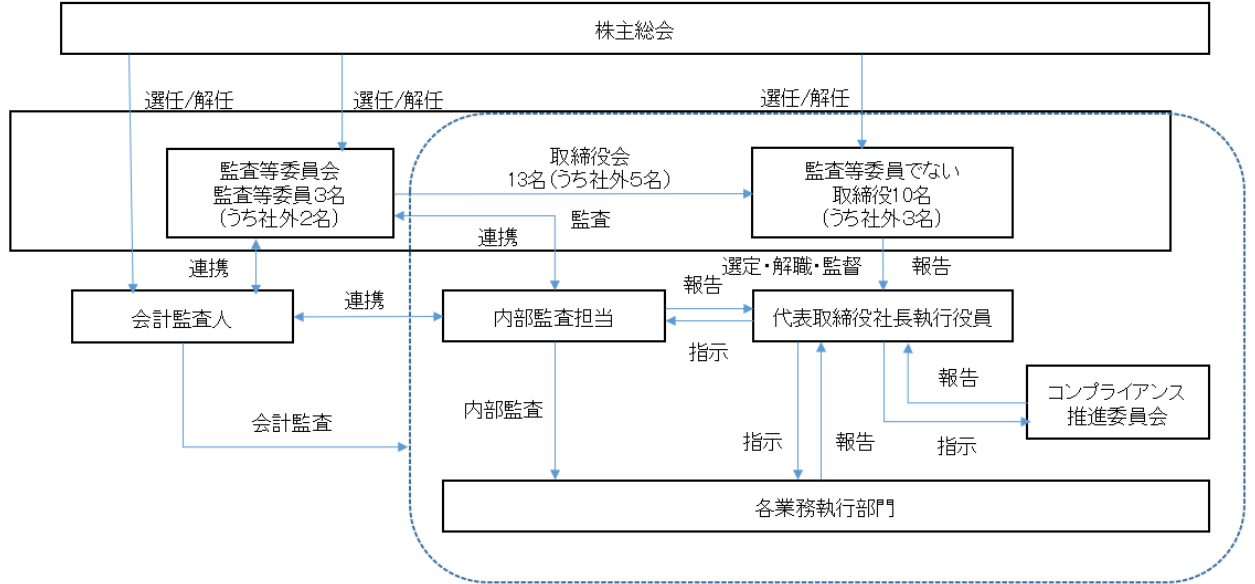 株主総会
選任/解任
選任/解任
選任/解任
監査等委員会
監査等委員3名
(うち社外2名)
取締役会
13名(うち社外5名)
監査等委員でない
取締役10名
(うち社外3名)
監査
連携
連携
選定・解職・監督
報告
会計監査人
連携
内部監査担当
報告
指示
代表取締役社長執行役員
会計監査
内部監査
指示
報告
報告
指示
コンプライアンス
推進委員会
各業務執行部門